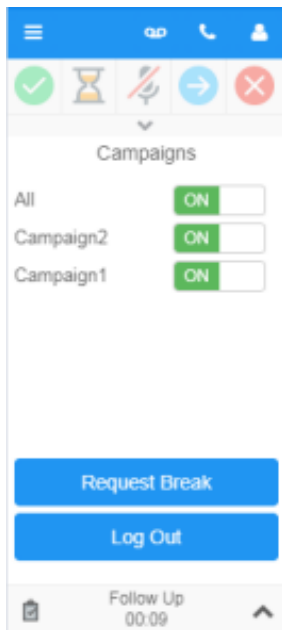 Campaigns
All ON
Campaign2 ON
Campaign1 ON
Request Break
Log Out
Follow Up
00:09